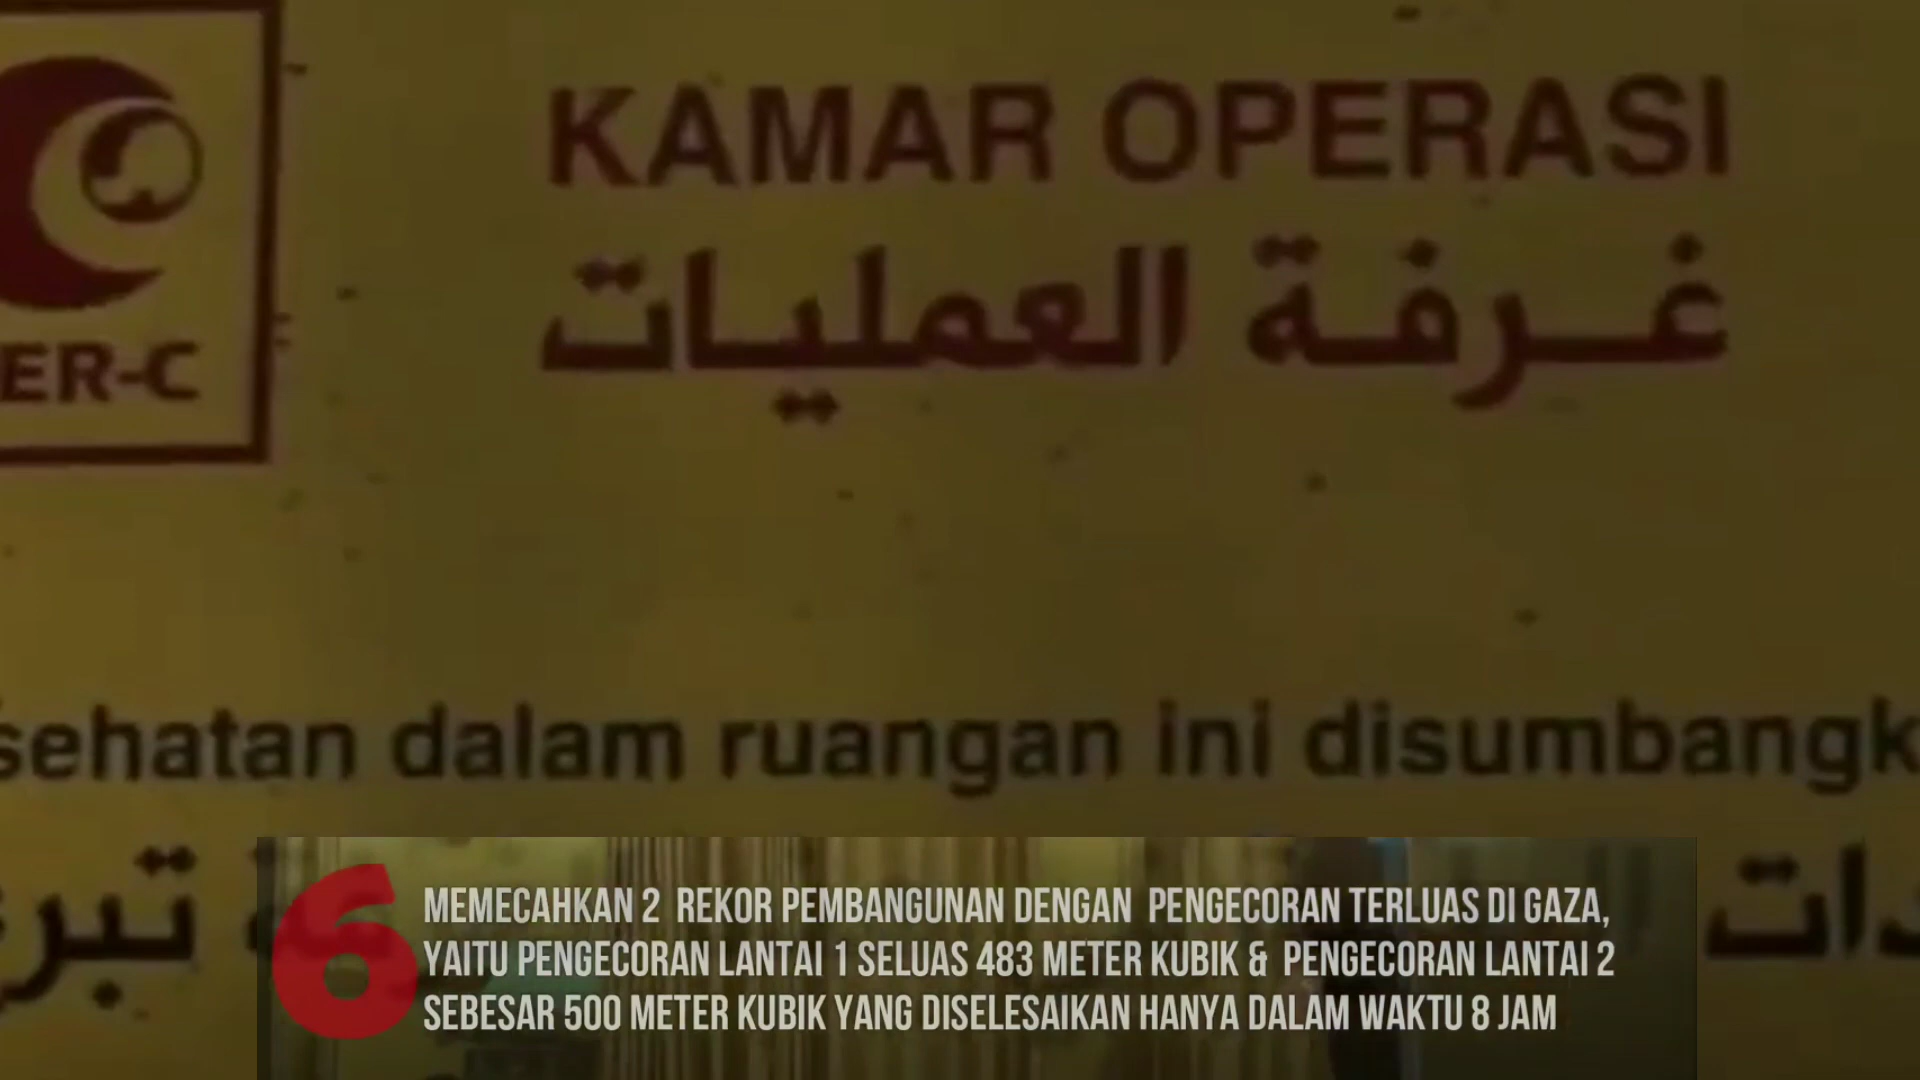 KAMAR OPERASI
غرفة العمليات
ER-C
sehatan dalam ruangan ini disumbangk
6
MEMECAHKAN 2 REKOR PEMBANGUNAN DENGAN PENGECORAN TERLUAS DI GAZA,
YAITU PENGECORAN LANTAI 1 SELUAS 483 METER KUBIK & PENGECORAN LANTAI 2
SEBESAR 500 METER KUBIK YANG DISELESAIKAN HANYA DALAM WAKTU 8 JAM